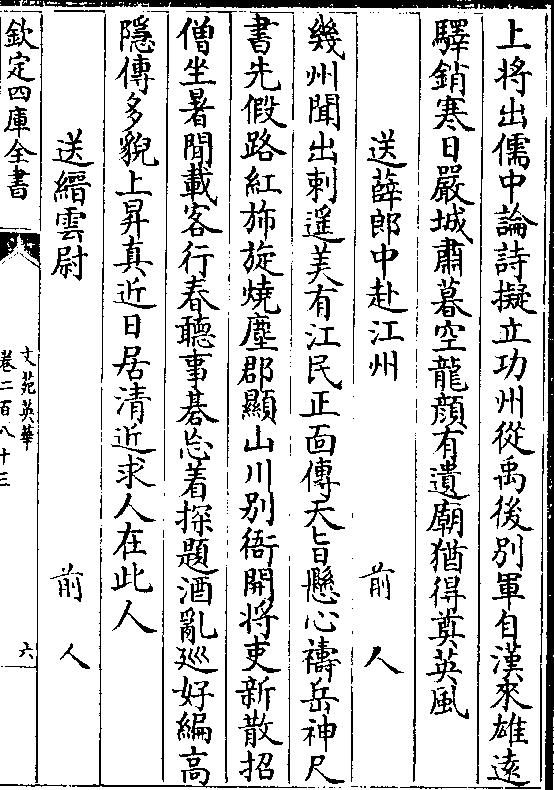 上将出儒中論詩擬立功州從禹後别軍自漢來雄遠
驛銷寒日嚴城肅暮空龍顔有遺廟猶得奠英風
送薛郎中赴江州　前人
幾州聞出刺遥美有江民正面傳天旨懸心禱岳神尺
書先假路紅斾旋燒塵郡顯山川别衙開將吏新散招
僧坐暑閒載客行春聽事碁忘着探題酒亂廵好編高
隱傳多貌上昇真近日居清近求人在此人
送縉雲尉　前人
欽定四庫全書
文苑英華
卷二百八十三
六